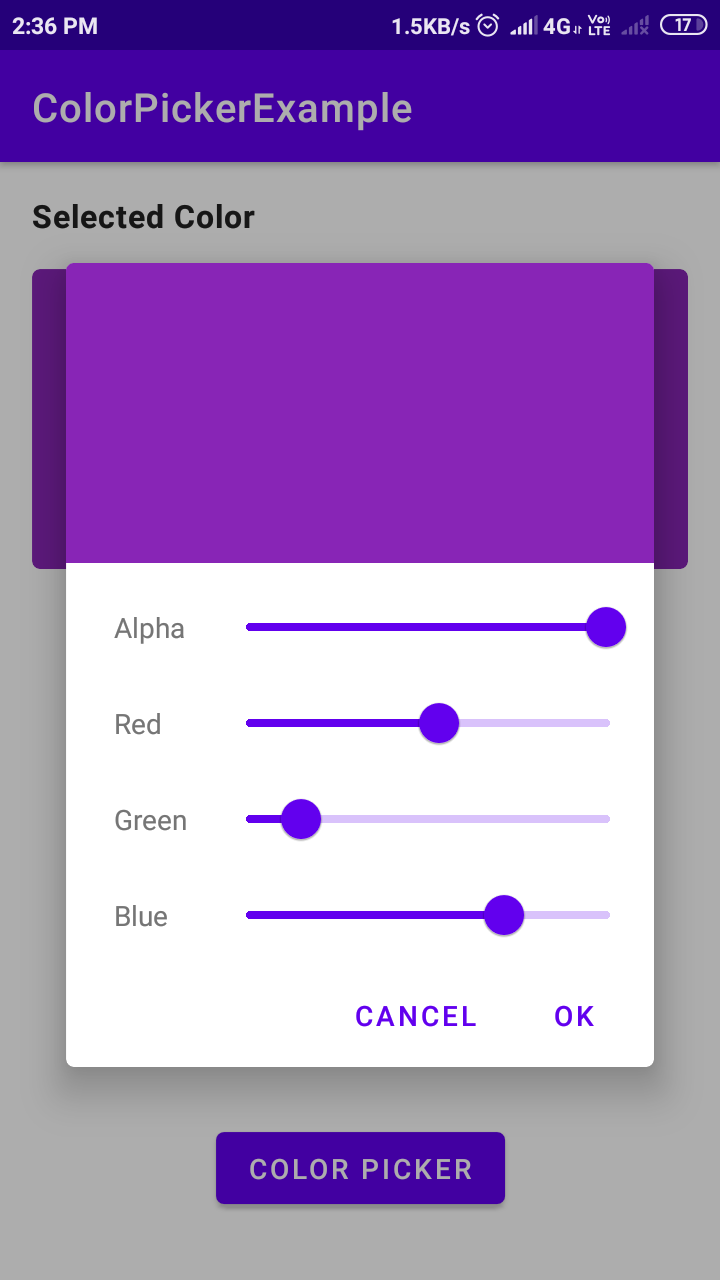 2:36 PM 1.5KB/s 4G Vo LTE 17
ColorPickerExample
Selected Color
Alpha
Red
Green
Blue
CANCEL OK
COLOR PICKER